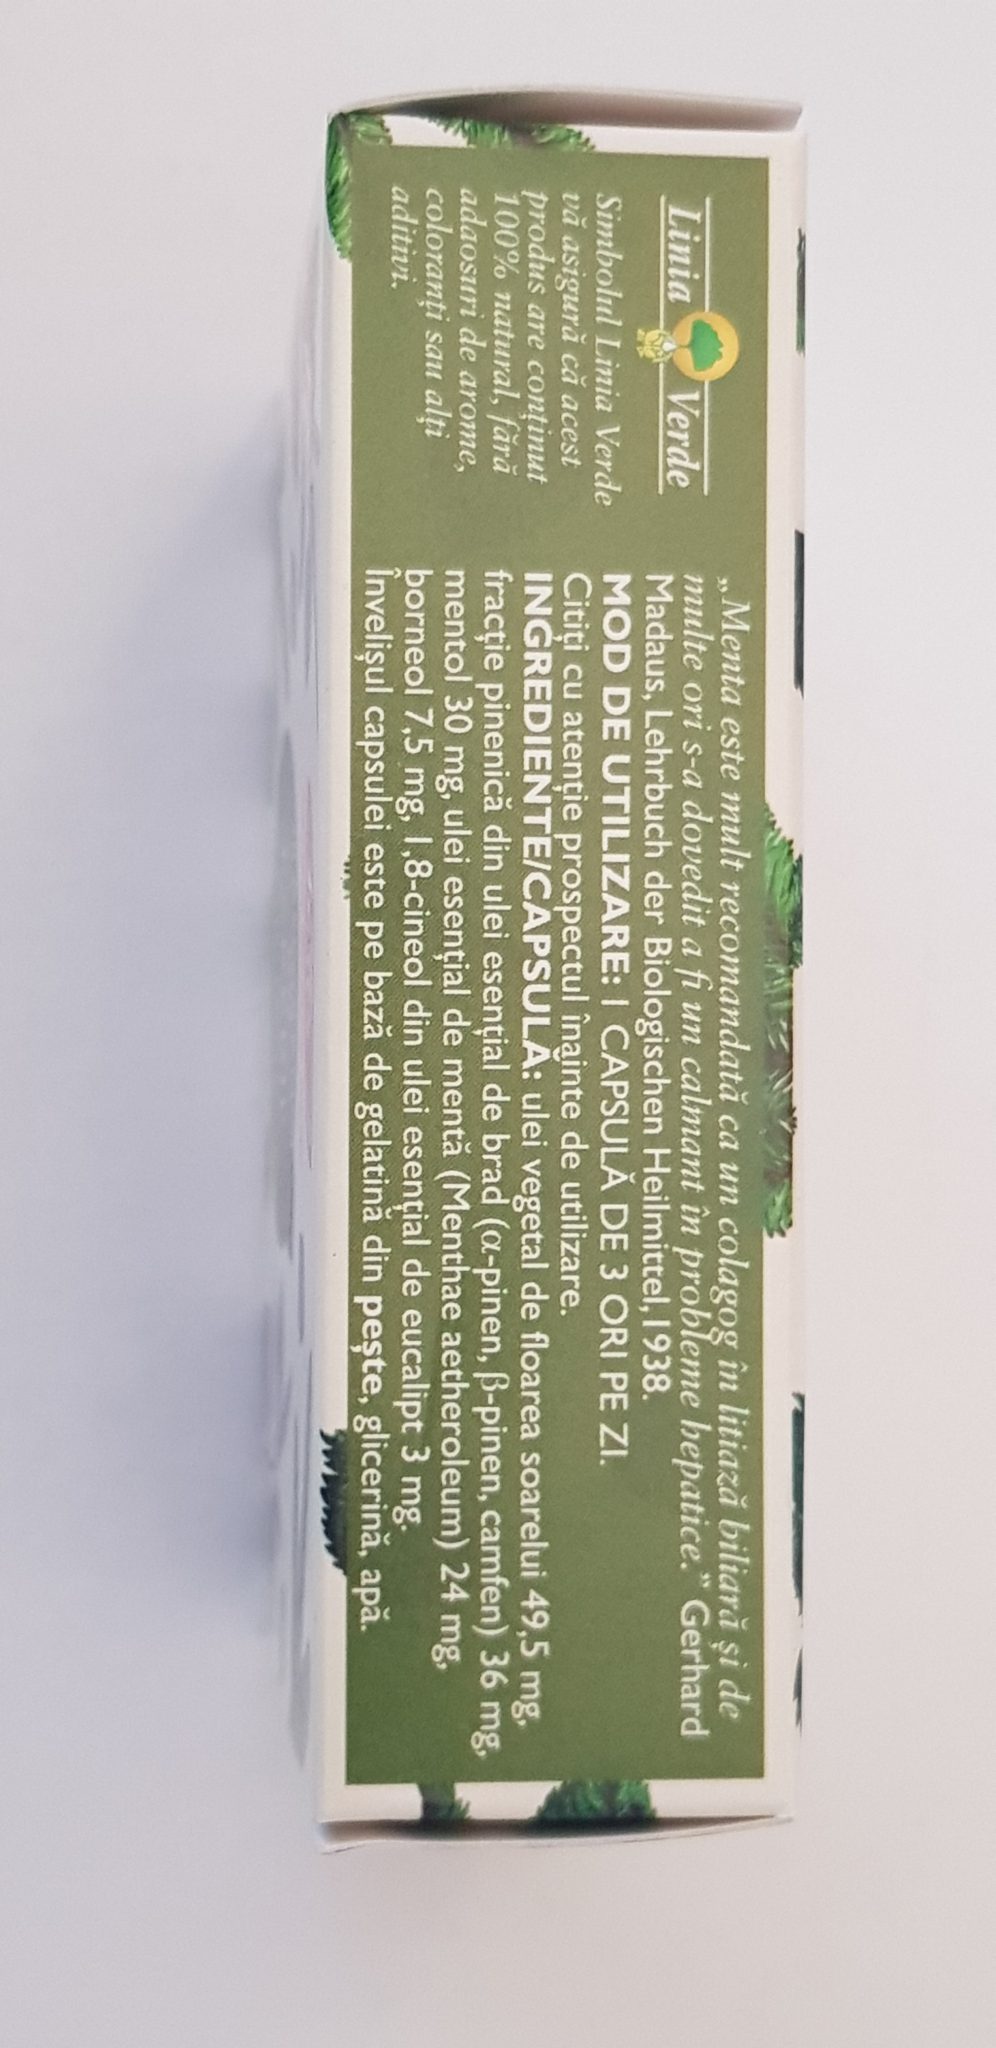 Linia Verde
Simbolul Linia Verde
vă asigură că acest
produs are conținut
100% natural, fără
adaosuri de arome,
coloranți sau alți
aditivi.
„Menta este mult recomandată ca un colagog în litiază biliară și de
multe ori s-a dovedit a fi un calmant în probleme hepatice.” Gerhard
Madaus, Lehrbuch der Biologischen Heilmittel, 1938.
MOD DE UTILIZARE: 1 CAPSULĂ DE 3 ORI PE ZI.
Citiți cu atenție prospectul înainte de utilizare.
INGREDIENTE/CAPSULĂ: ulei vegetal de floarea soarelui 49,5 mg,
fracție pinenică din ulei esențial de brad (α-pinen, β-pinen, camfen) 36 mg,
mentol 30 mg, ulei esențial de mentă (Menthae aetheroleum) 24 mg,
borneol 7,5 mg, 1,8-cineol din ulei esențial de eucalipt 3 mg.
Învelișul capsulei este pe bază de gelatină din pește, glicerină, apă.